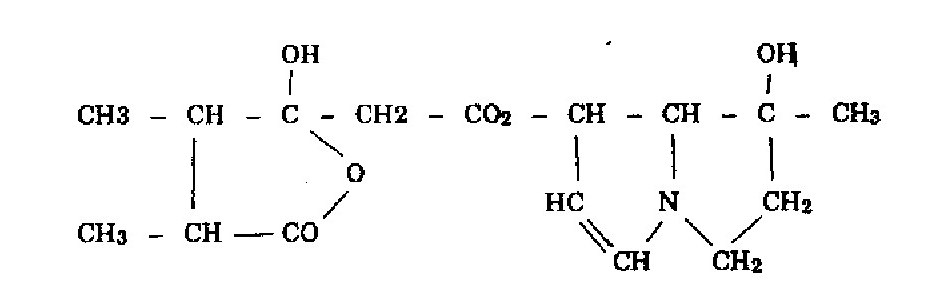 OH OH
CH3 - CH - C - CH2 - CO₂ - CH - CH - C - CH₃
O
HC N CH₂
CH₃ - CH — CO
CH CH₂